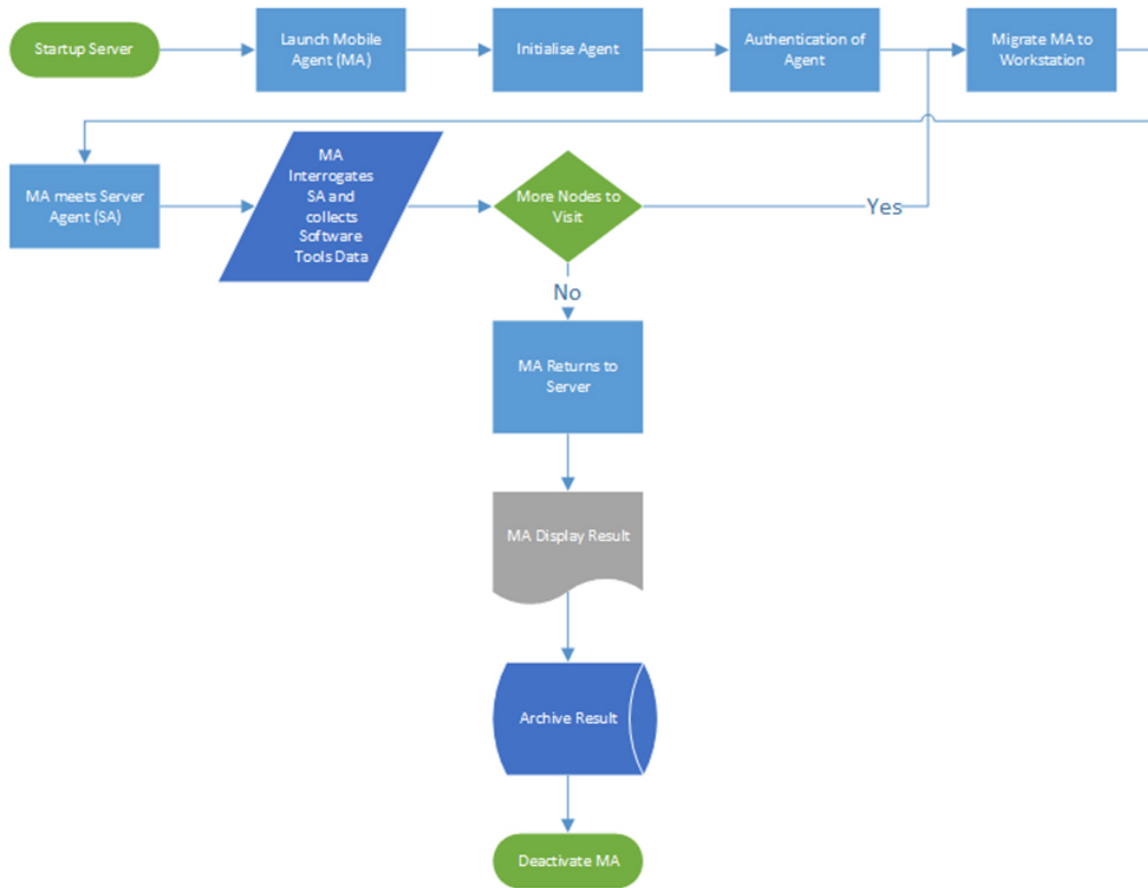 Startup Server
Launch Mobile
Agent (MA)
Initialise Agent
Authentication of
Agent
Migrate MA to
Workstation
MA meets Server
Agent (SA)
MA
Interrogates
SA and
collects
Software
Tools Data
More Nodes to
Visit
Yes
No
MA Returns to
Server
MA Display Result
Archive Result
Deactivate MA